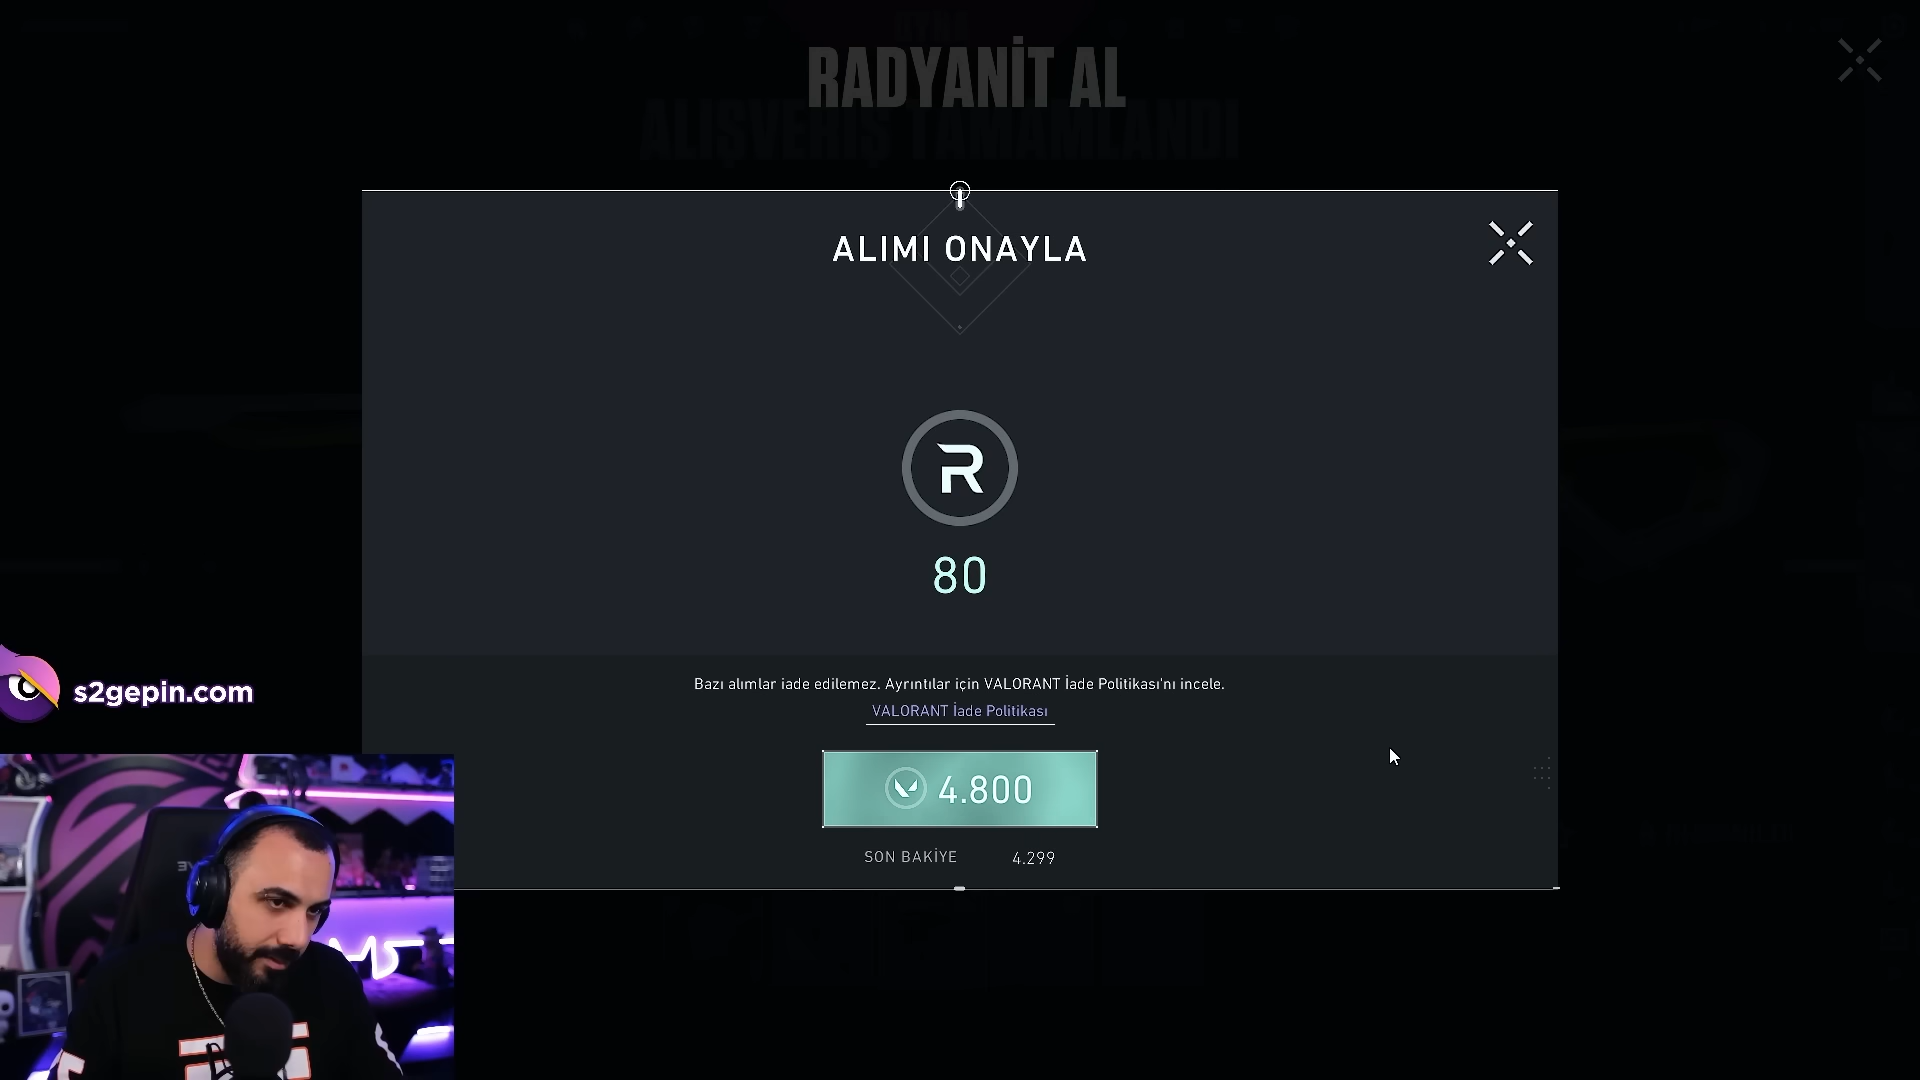 RADYANİT AL
ALIŞVERİŞ TAMAMLANDI
ALIMI ONAYLA
80
Bazı alımlar iade edilemez. Ayrıntılar için VALORANT İade Politikası'nı incele.
VALORANT İade Politikası
4.800
SON BAKİYE 4.299
s2gepin.com